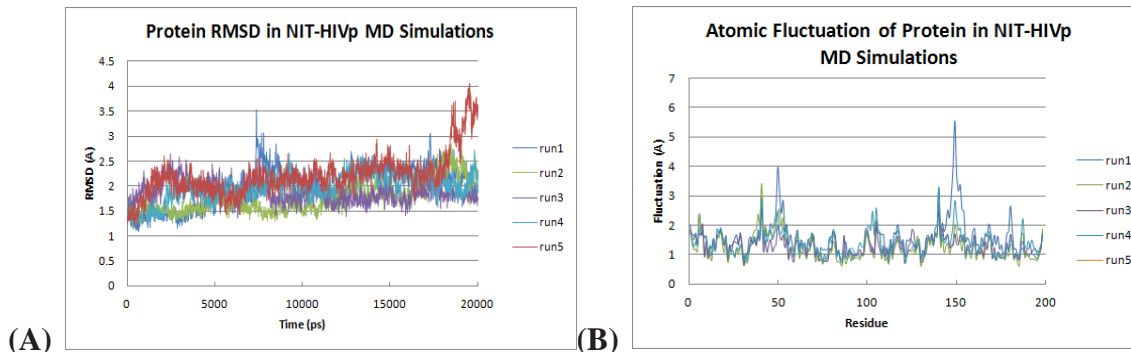 Protein RMSD in NIT-HIVp MD Simulations
RMSD (A)
4.5
4
3.5
3
2.5
2
1.5
1
0.5
0
0 5000 10000 15000 20000
Time (ps)
run1
run2
run3
run4
run5
(A)
Atomic Fluctuation of Protein in NIT-HIVp
MD Simulations
Fluctuation (A)
7
6
5
4
3
2
1
0
0 50 100 150 200
Residue
run1
run2
run3
run4
run5
(B)